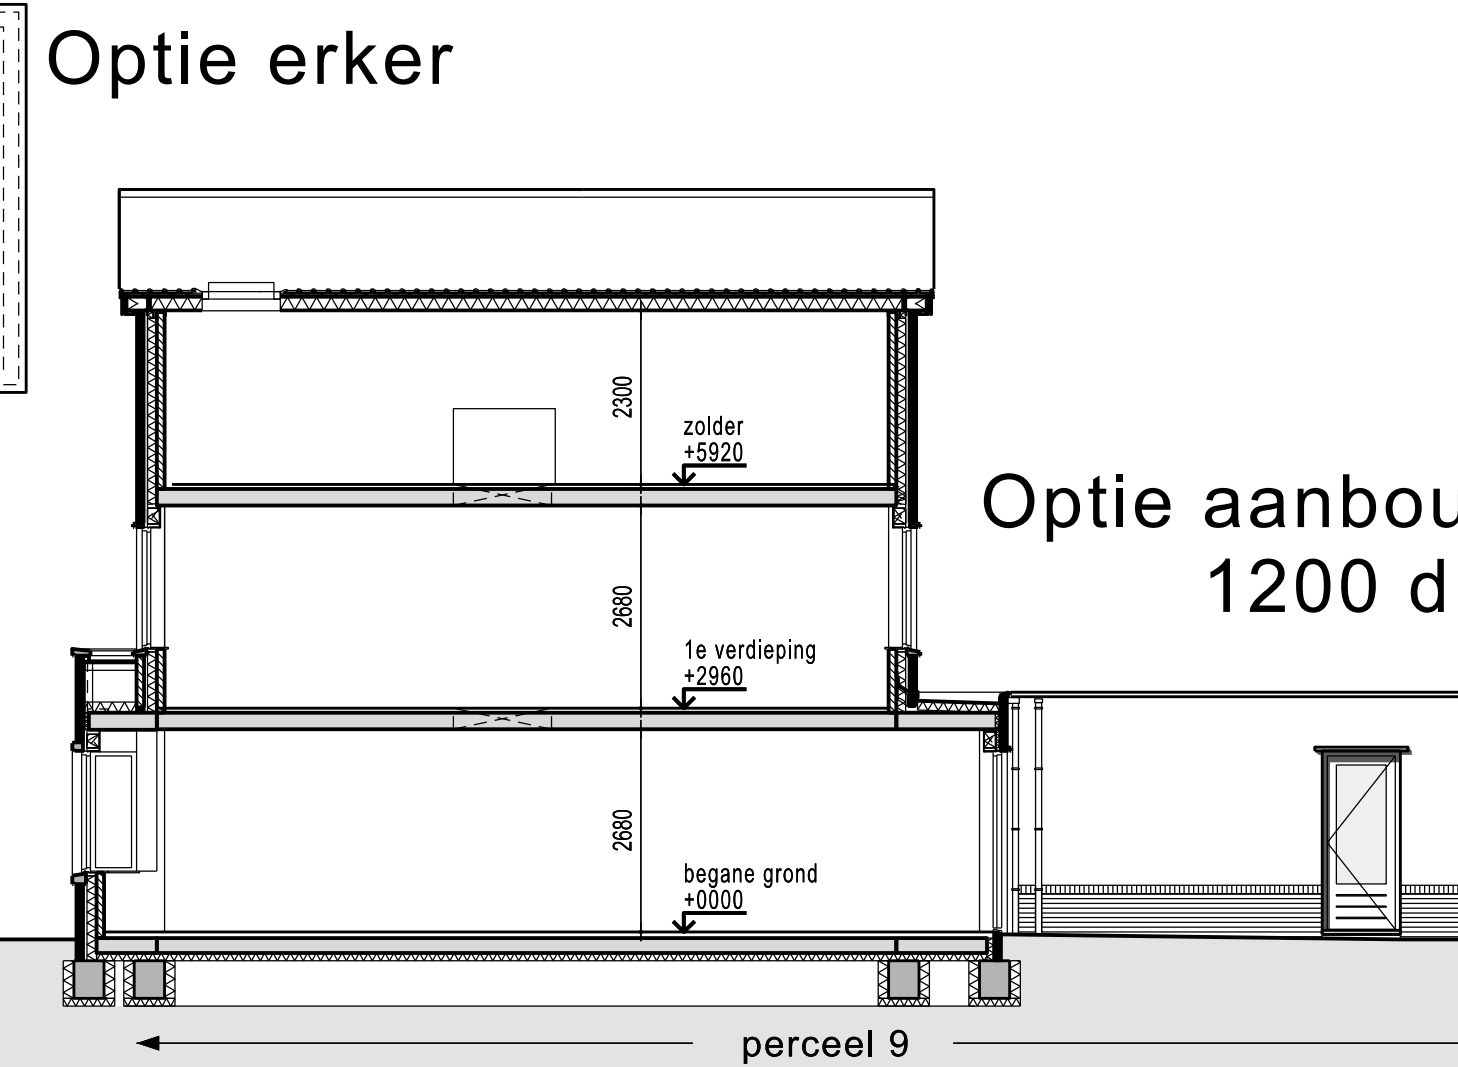 Optie erker
2300
zolder
+5920
Optie aanbou
1200 d
2680
1e verdieping
+2960
2680
begane grond
+0000
perceel 9